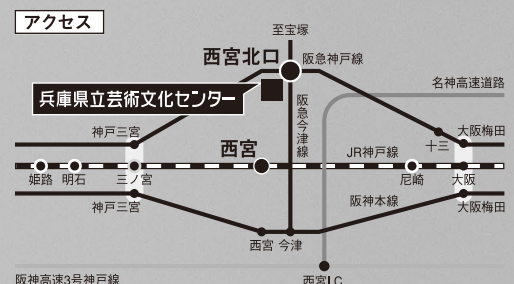 アクセス
至宝塚
西宮北口
阪急神戸線
兵庫県立芸術文化センター
名神高速道路
阪急今津線
神戸三宮
十三
大阪梅田
西宮
JR神戸線
姫路
明石
三ノ宮
尼崎
大阪
神戸三宮
阪神本線
大阪梅田
西宮
今津
阪神高速3号神戸線
西宮I.C